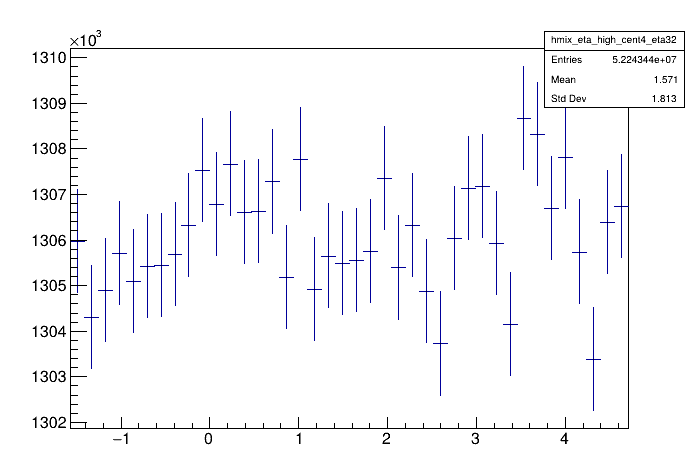 ×10³
hmix_eta_high_cent4_eta32
Entries 5.224344e+07
Mean 1.571
Std Dev 1.813
1310
1309
1308
1307
1306
1305
1304
1303
1302
−1 0 1 2 3 4